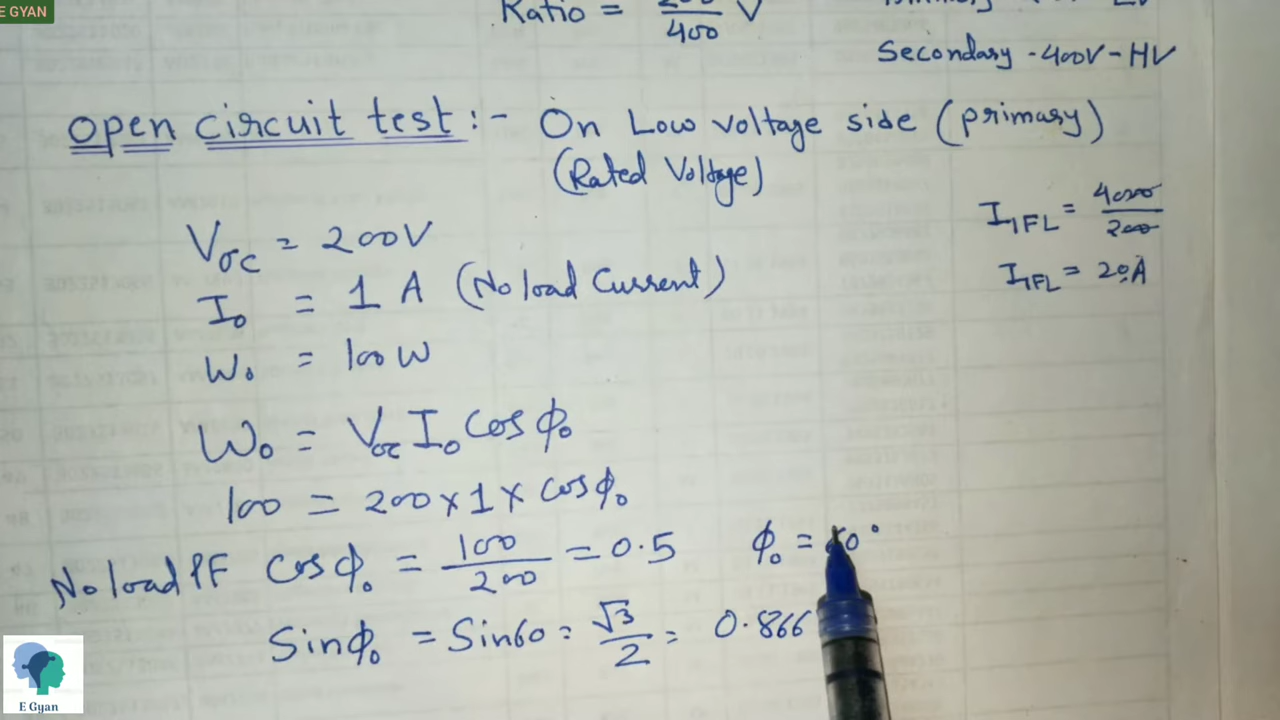 E GYAN
Ratio = 200/400 V
Secondary - 400V - HV
Open circuit test :- On Low voltage side (primary)
(Rated Voltage)
I1FL = 4000/200
I1FL = 20A
Voc = 200V
I0 = 1 A (No load Current)
W0 = 100W
W0 = Voc I0 Cos ϕ0
100 = 200 × 1 × cos ϕ0
No load PF Cos ϕ0 = 100/200 = 0.5 ϕ0 = 60°
Sin ϕ0 = Sin60 = √3/2 = 0.866
E Gyan